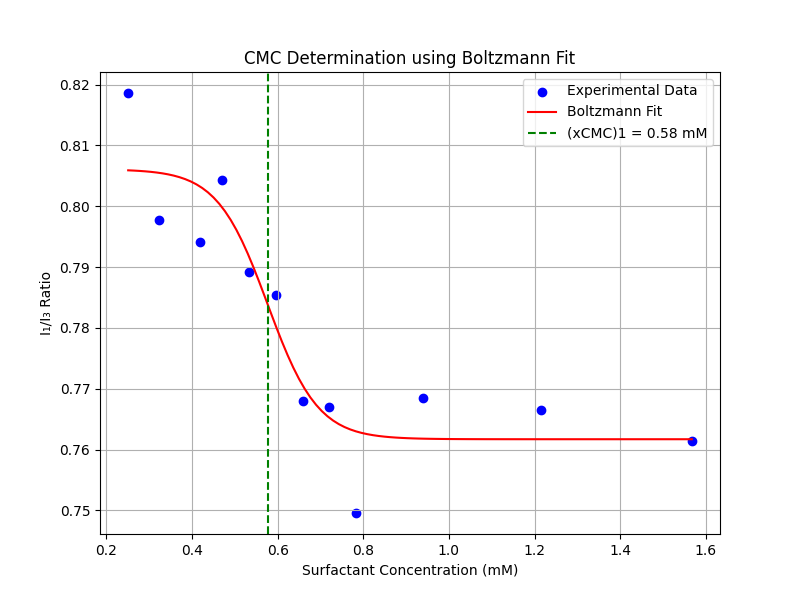 CMC Determination using Boltzmann Fit
Experimental Data
Boltzmann Fit
(xCMC)1 = 0.58 mM
I₁/I₃ Ratio
0.82
0.81
0.80
0.79
0.78
0.77
0.76
0.75
0.2 0.4 0.6 0.8 1.0 1.2 1.4 1.6
Surfactant Concentration (mM)